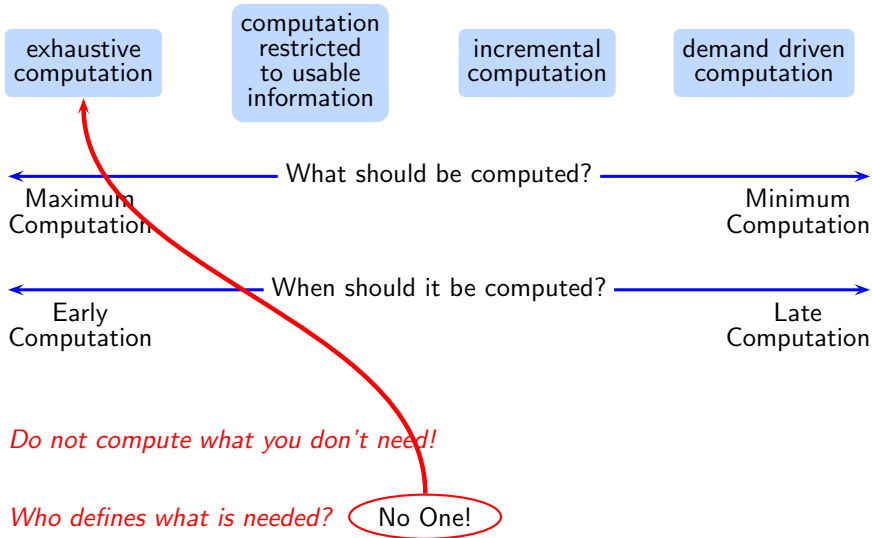 exhaustive
computation
computation
restricted
to usable
information
incremental
computation
demand driven
computation
What should be computed?
Maximum
Computation
Minimum
Computation
When should it be computed?
Early
Computation
Late
Computation
Do not compute what you don't need!
Who defines what is needed? No One!